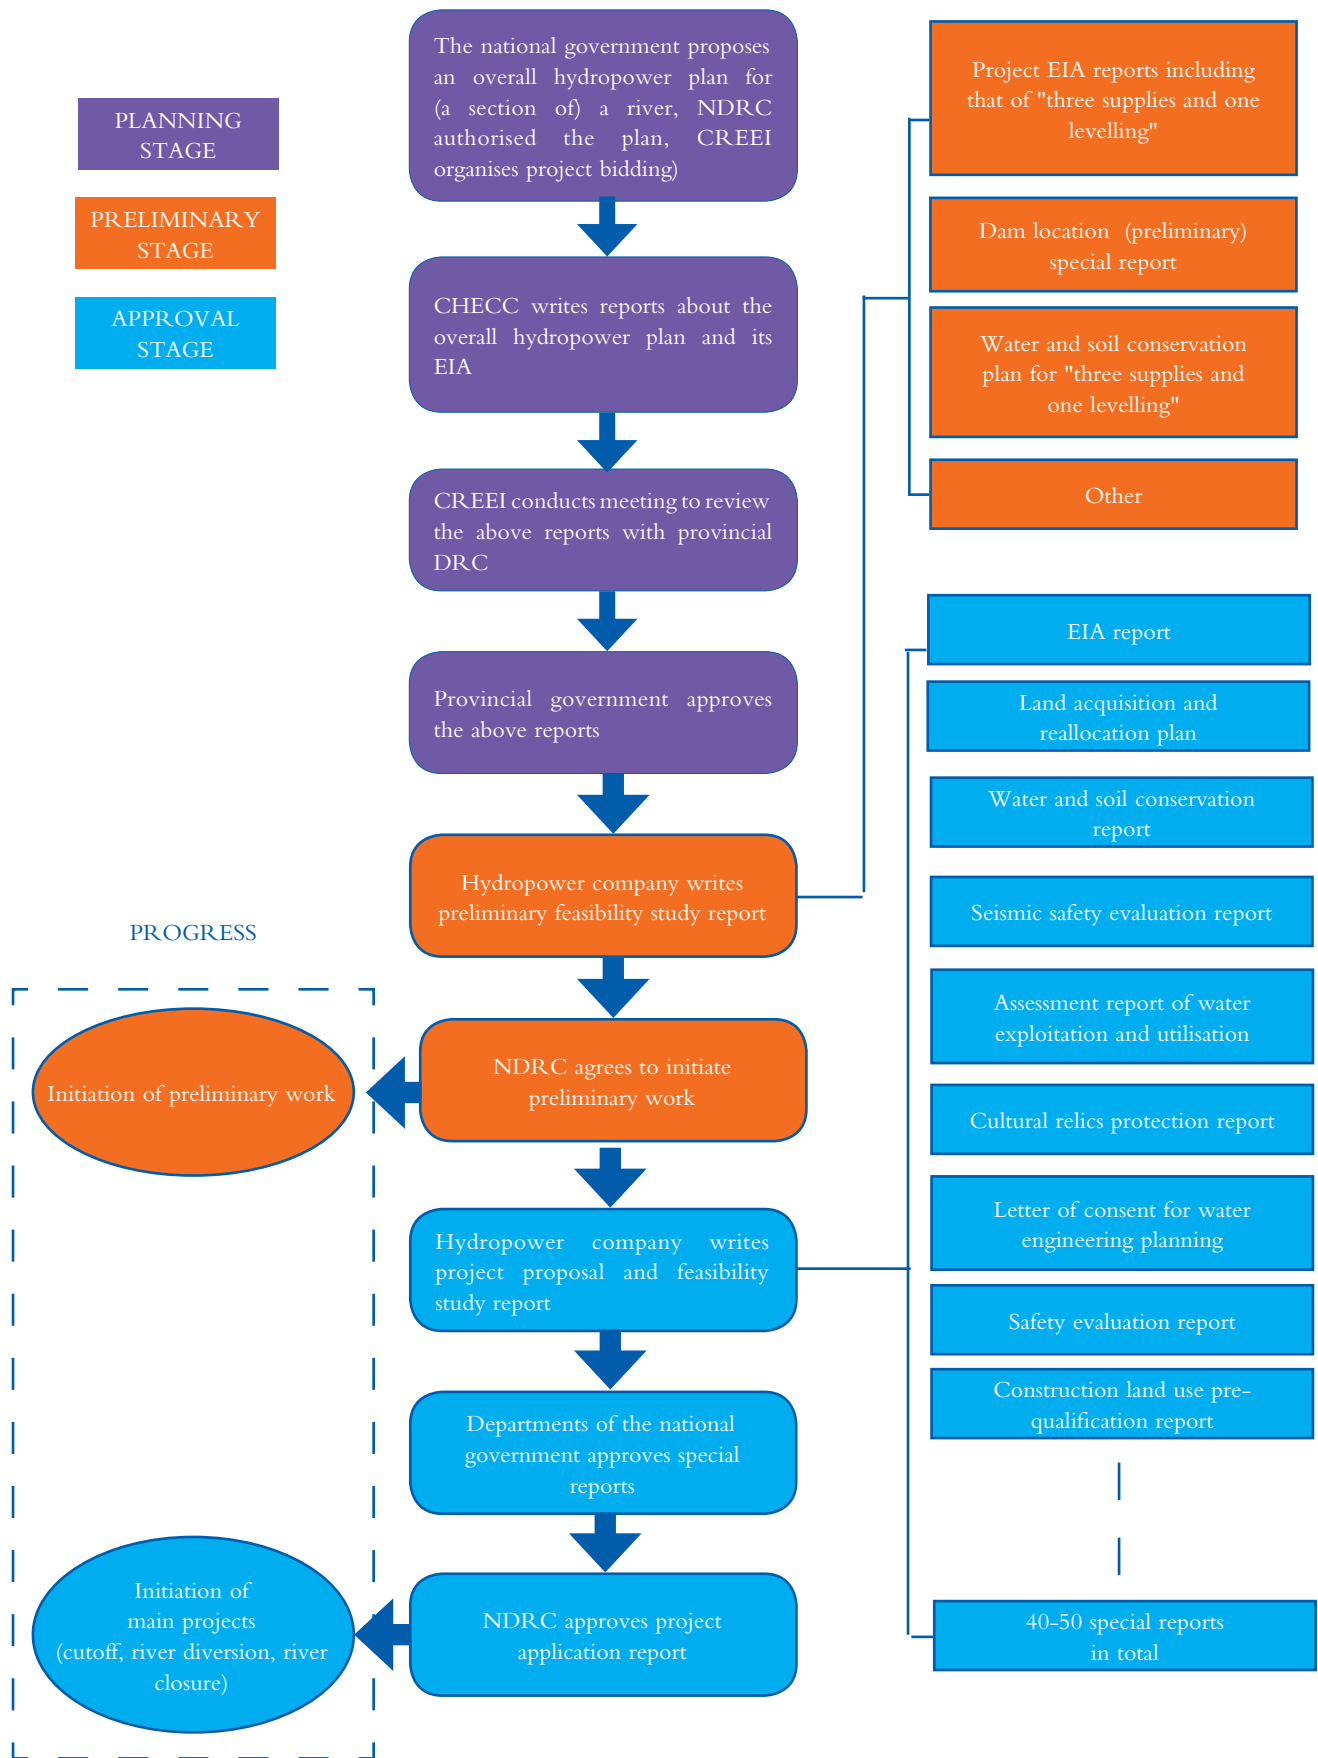 PLANNING
STAGE
PRELIMINARY
STAGE
APPROVAL
STAGE
The national government proposes
an overall hydropower plan for
(a section of) a river, NDRC
authorised the plan, CREEI
organises project bidding)
CHECC writes reports about the
overall hydropower plan and its
EIA
CREEI conducts meeting to review
the above reports with provincial
DRC
Provincial government approves
the above reports
Hydropower company writes
preliminary feasibility study report
NDRC agrees to initiate
preliminary work
Hydropower company writes
project proposal and feasibility
study report
Departments of the national
government approves special
reports
NDRC approves project
application report
PROGRESS
Initiation of preliminary work
Initiation of
main projects
(cutoff, river diversion, river
closure)
Project EIA reports including
that of "three supplies and one
levelling"
Dam location (preliminary)
special report
Water and soil conservation
plan for "three supplies and
one levelling"
Other
EIA report
Land acquisition and
reallocation plan
Water and soil conservation
report
Seismic safety evaluation report
Assessment report of water
exploitation and utilisation
Cultural relics protection report
Letter of consent for water
engineering planning
Safety evaluation report
Construction land use pre-
qualification report
40-50 special reports
in total